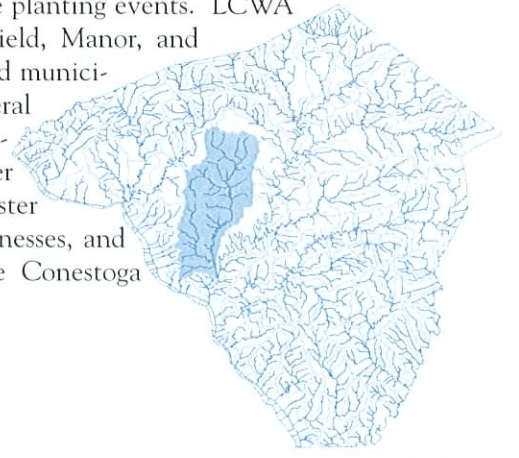 planting events. LCWA
ield, Manor, and
d munici-
eral
-
er
ster
nesses, and
e Conestoga